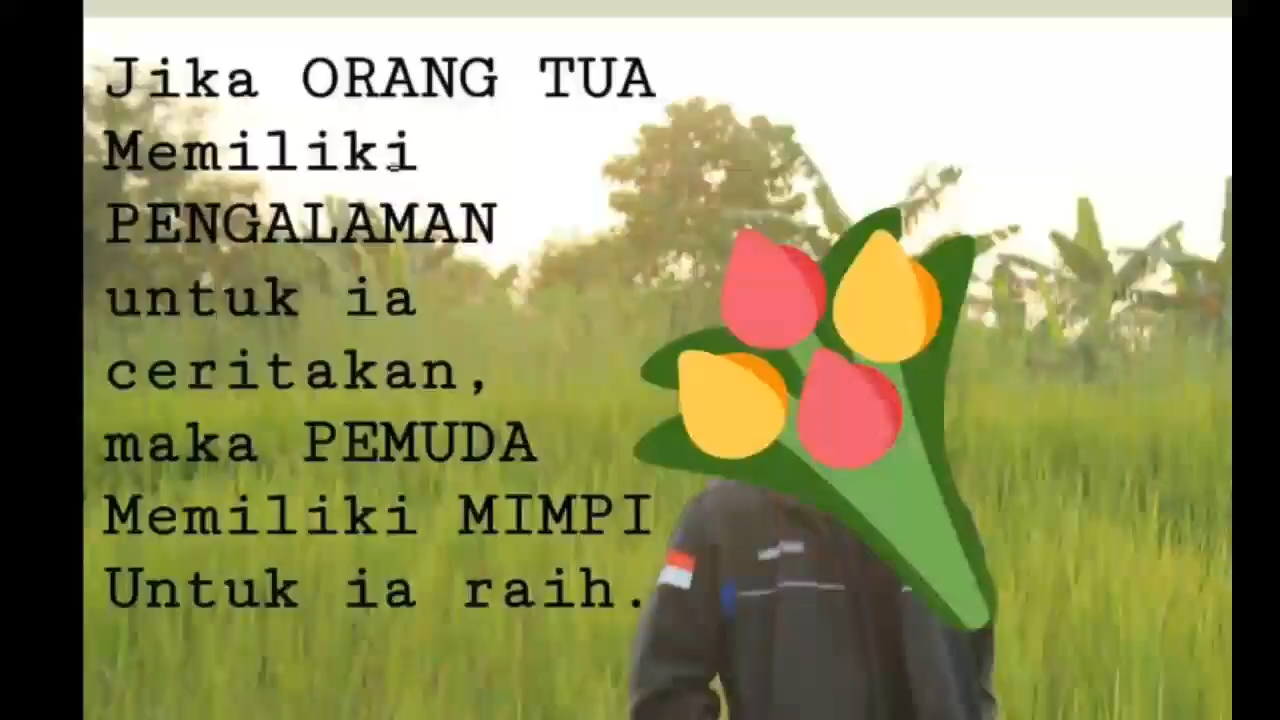 Jika ORANG TUA
Memiliki
PENGALAMAN
untuk ia
ceritakan,
maka PEMUDA
Memiliki MIMPI
Untuk ia raih.